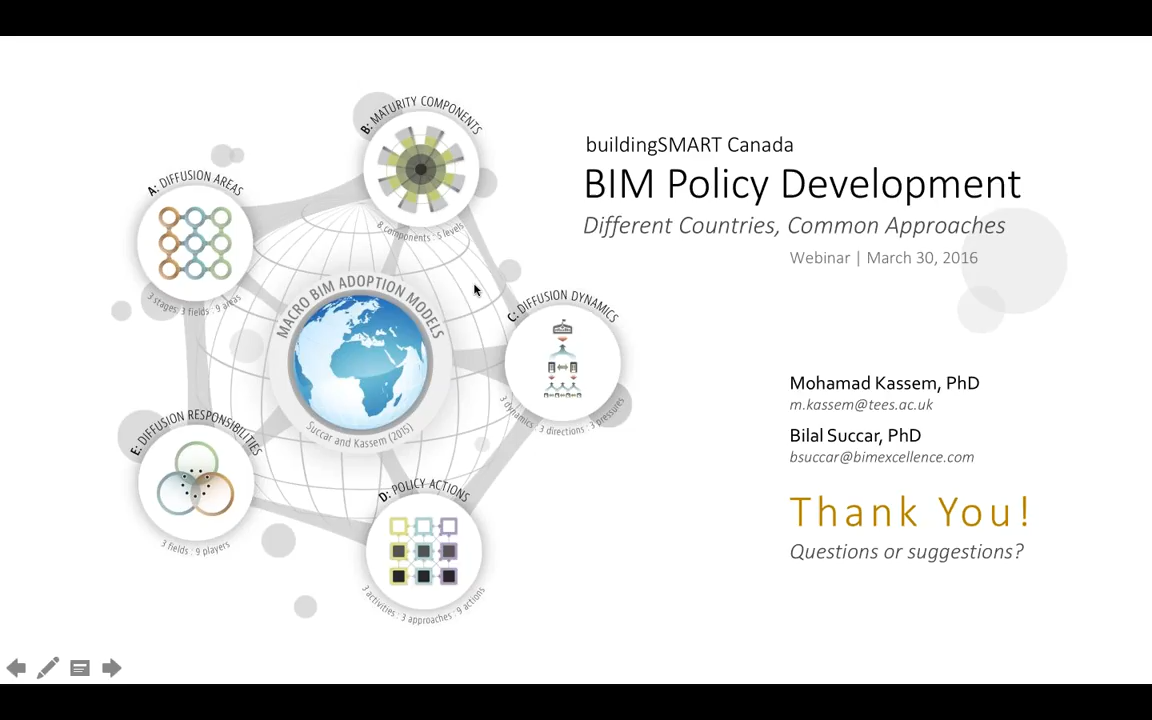 B: MATURITY COMPONENTS
8 components · 5 levels
A: DIFFUSION AREAS
3 stages · 3 fields · 9 areas
MACRO BIM ADOPTION MODELS
Succar and Kassem (2015)
C: DIFFUSION DYNAMICS
3 dynamics · 3 directions · 3 pressures
E: DIFFUSION RESPONSIBILITIES
3 fields · 9 players
D: POLICY ACTIONS
3 activities · 3 approaches · 9 actions
buildingSMART Canada
BIM Policy Development
Different Countries, Common Approaches
Webinar | March 30, 2016
Mohamad Kassem, PhD
m.kassem@tees.ac.uk
Bilal Succar, PhD
bsuccar@bimexcellence.com
Thank You!
Questions or suggestions?